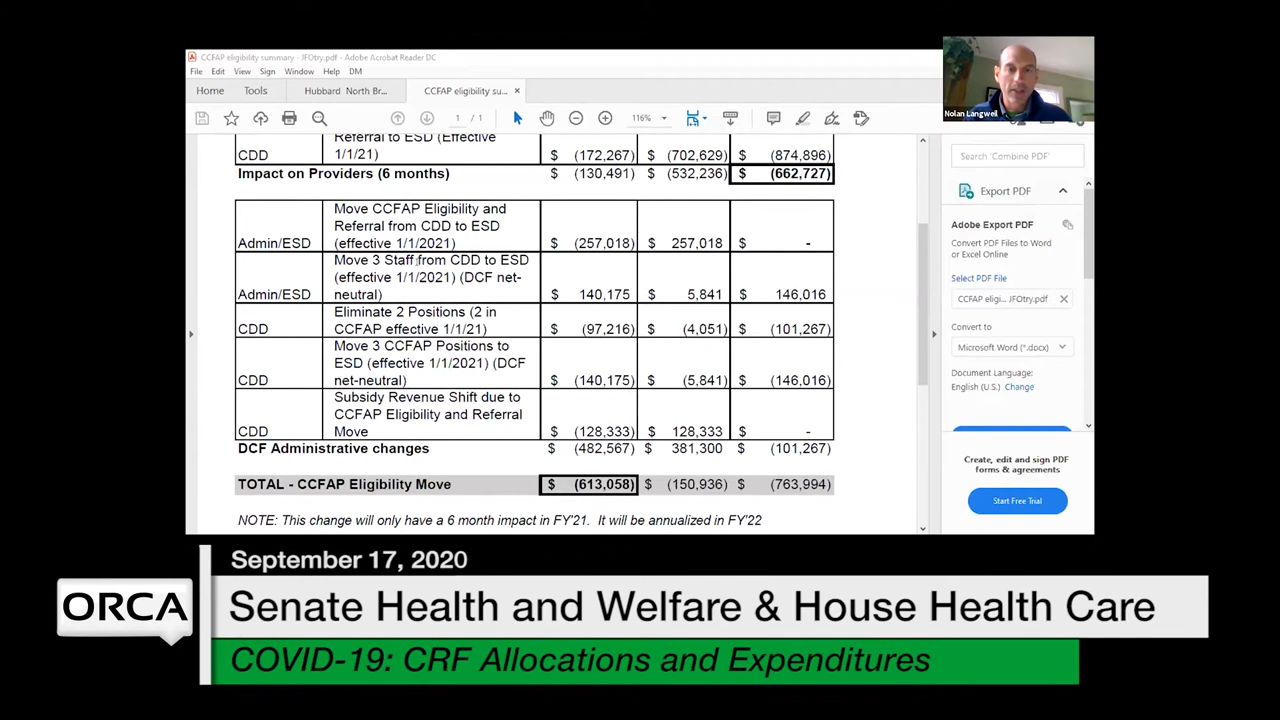 CCFAP eligibility summary - JFOtry.pdf - Adobe Acrobat Reader DC
File Edit View Sign Window Help DM
Home Tools Hubbard North Br... CCFAP eligibility su... ×
1 / 1 116%
Nolan Langweil
Referral to ESD (Effective
CDD 1/1/21) $ (172,267) $ (702,629) $ (874,896)
Impact on Providers (6 months) $ (130,491) $ (532,236) $ (662,727)
Move CCFAP Eligibility and
Referral from CDD to ESD
Admin/ESD (effective 1/1/2021) $ (257,018) $ 257,018 $ -
Move 3 Staff from CDD to ESD
(effective 1/1/2021) (DCF net-
Admin/ESD neutral) $ 140,175 $ 5,841 $ 146,016
Eliminate 2 Positions (2 in
CDD CCFAP effective 1/1/21) $ (97,216) $ (4,051) $ (101,267)
Move 3 CCFAP Positions to
ESD (effective 1/1/2021) (DCF
CDD net-neutral) $ (140,175) $ (5,841) $ (146,016)
Subsidy Revenue Shift due to
CCFAP Eligibility and Referral
CDD Move $ (128,333) $ 128,333 $ -
DCF Administrative changes $ (482,567) $ 381,300 $ (101,267)
TOTAL - CCFAP Eligibility Move $ (613,058) $ (150,936) $ (763,994)
NOTE: This change will only have a 6 month impact in FY'21. It will be annualized in FY'22
Search 'Combine PDF'
Export PDF
Adobe Export PDF
Convert PDF Files to Word
or Excel Online
Select PDF File
CCFAP eligi... JFOtry.pdf ×
Convert to
Microsoft Word (*.docx)
Document Language:
English (U.S.) Change
Create, edit and sign PDF
forms & agreements
Start Free Trial
September 17, 2020
ORCA
Senate Health and Welfare & House Health Care
COVID-19: CRF Allocations and Expenditures